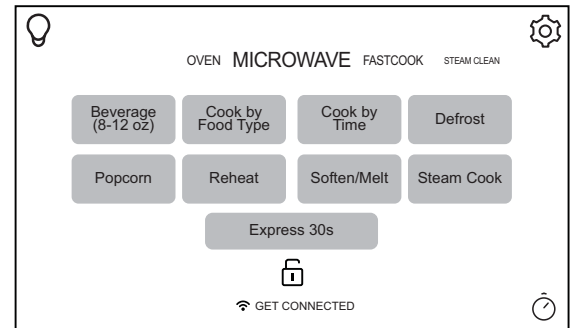 OVEN MICROWAVE FASTCOOK STEAM CLEAN
Beverage
(8-12 oz)
Cook by
Food Type
Cook by
Time
Defrost
Popcorn
Reheat
Soften/Melt
Steam Cook
Express 30s
GET CONNECTED